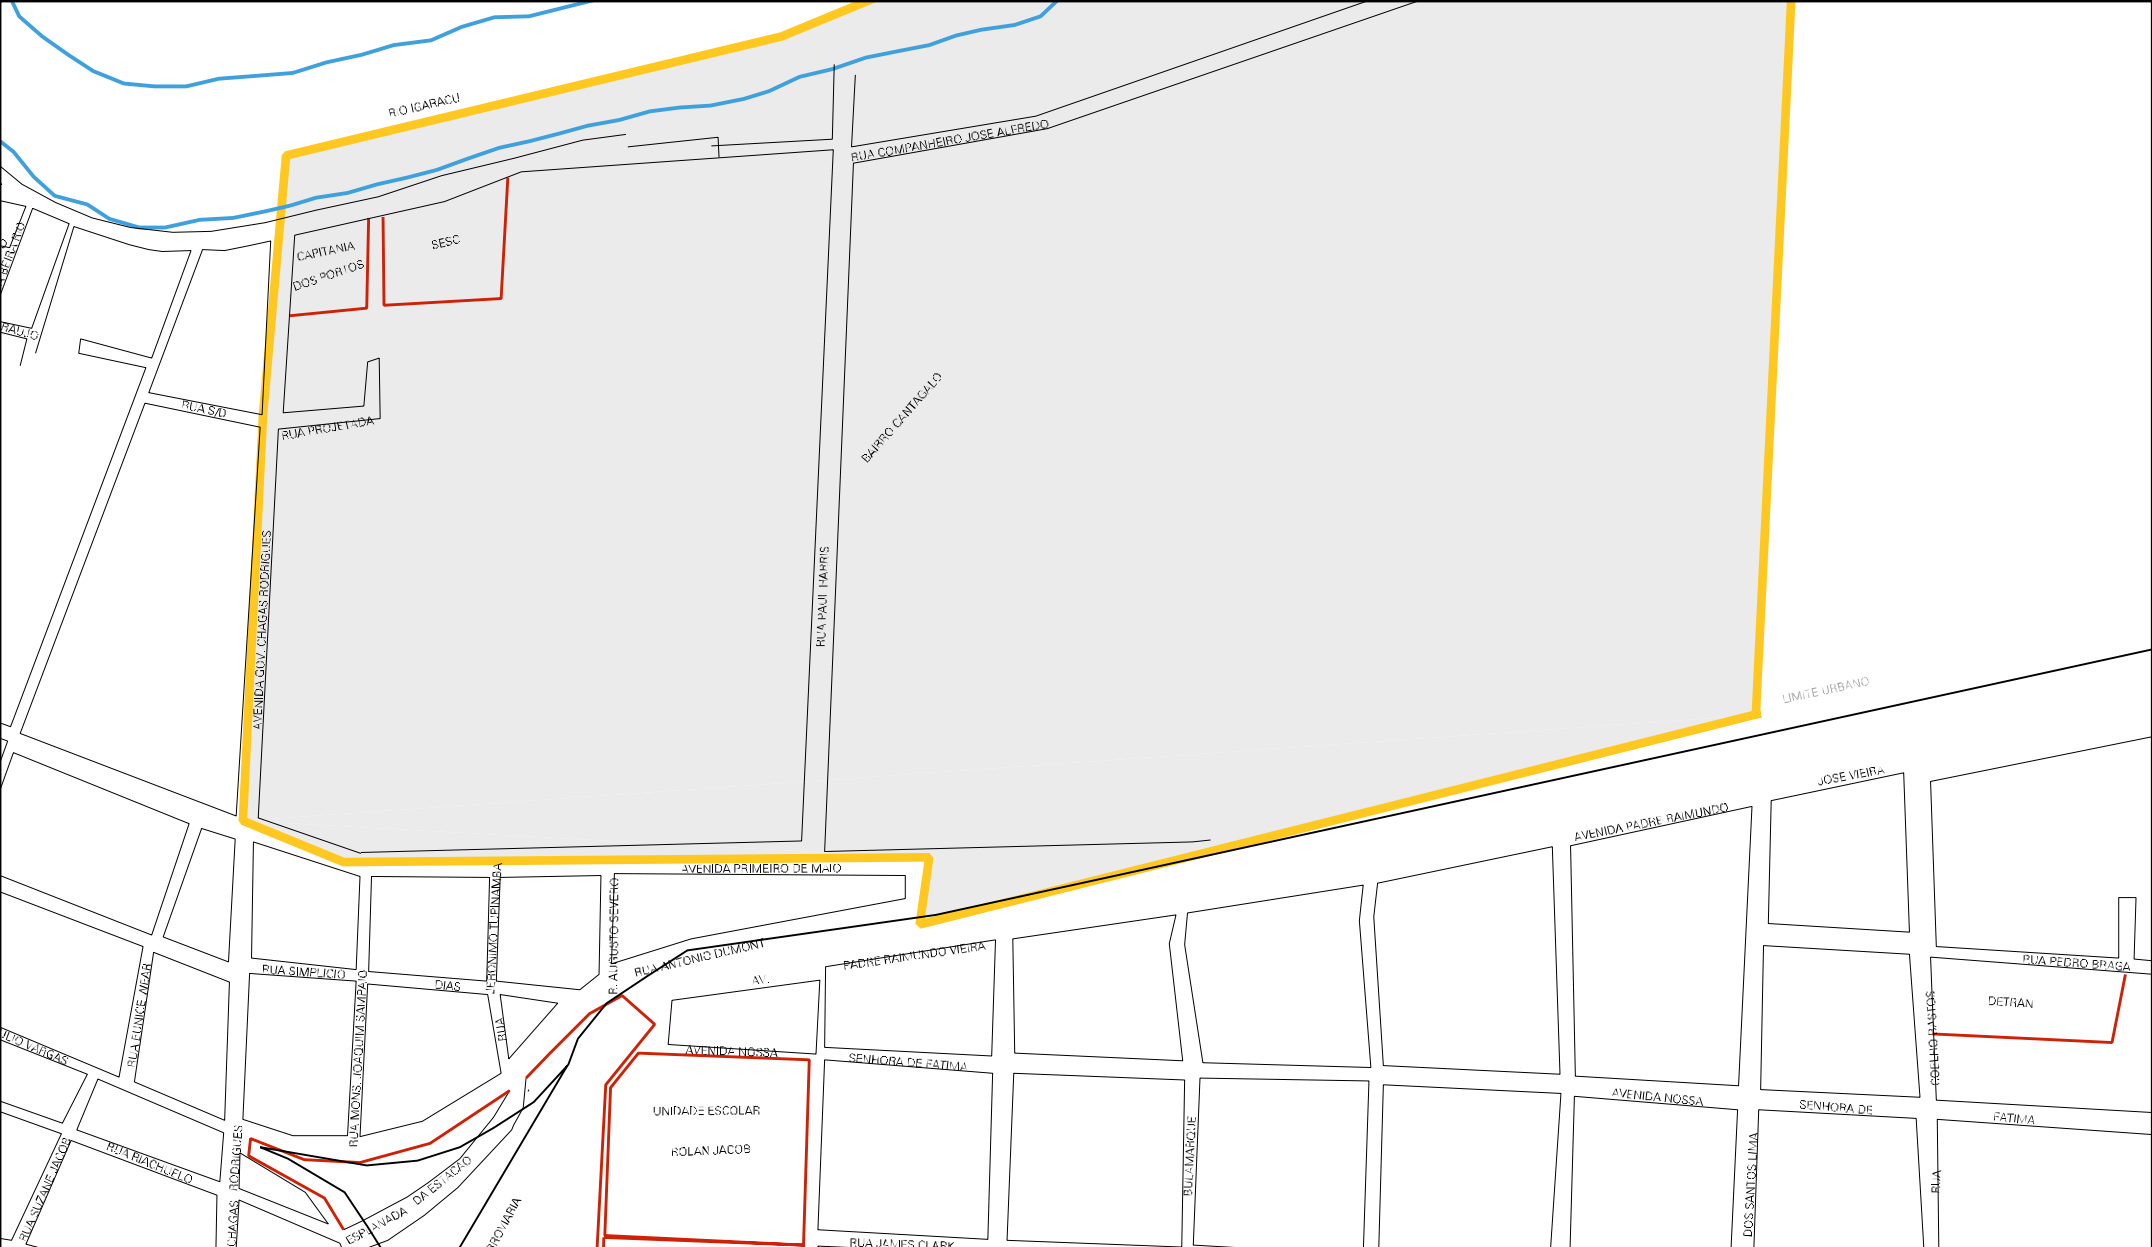 RIO IGARACU
RUA COMPANHEIRO JOSE ALFREDO
CAPITANIA
DOS PORTOS
SESC
RUA S/D
RUA PROJETADA
BAIRRO CANTAGALO
AVENIDA GOV. CHAGAS RODRIGUES
RUA PAUL HARRIS
LIMITE URBANO
JOSE VIEIRA
AVENIDA PADRE RAIMUNDO
AVENIDA PRIMEIRO DE MAIO
JERONIMO TUPINAMBA
R. AUGUSTO SEVERO
RUA ANTONIO DUMONT
PADRE RAIMUNDO VIEIRA
AV.
RUA SIMPLICIO
DIAS
RUA
RUA PEDRO BRAGA
DETRAN
COELHO BASTOS
RUA EUNICE WEAR
RUA MONS. JOAQUIM SAMPAIO
AVENIDA NOSSA
SENHORA DE FATIMA
AVENIDA NOSSA
SENHORA DE
FATIMA
UNIDADE ESCOLAR
ROLAN JACOB
RUA RIACHUELO
RUA SUZANE JACOB
CHAGAS RODRIGUES
ESPLANADA DA ESTACAO
BULAMARQUE
DOS SANTOS LIMA
RUA
RUA JAMES CLARK